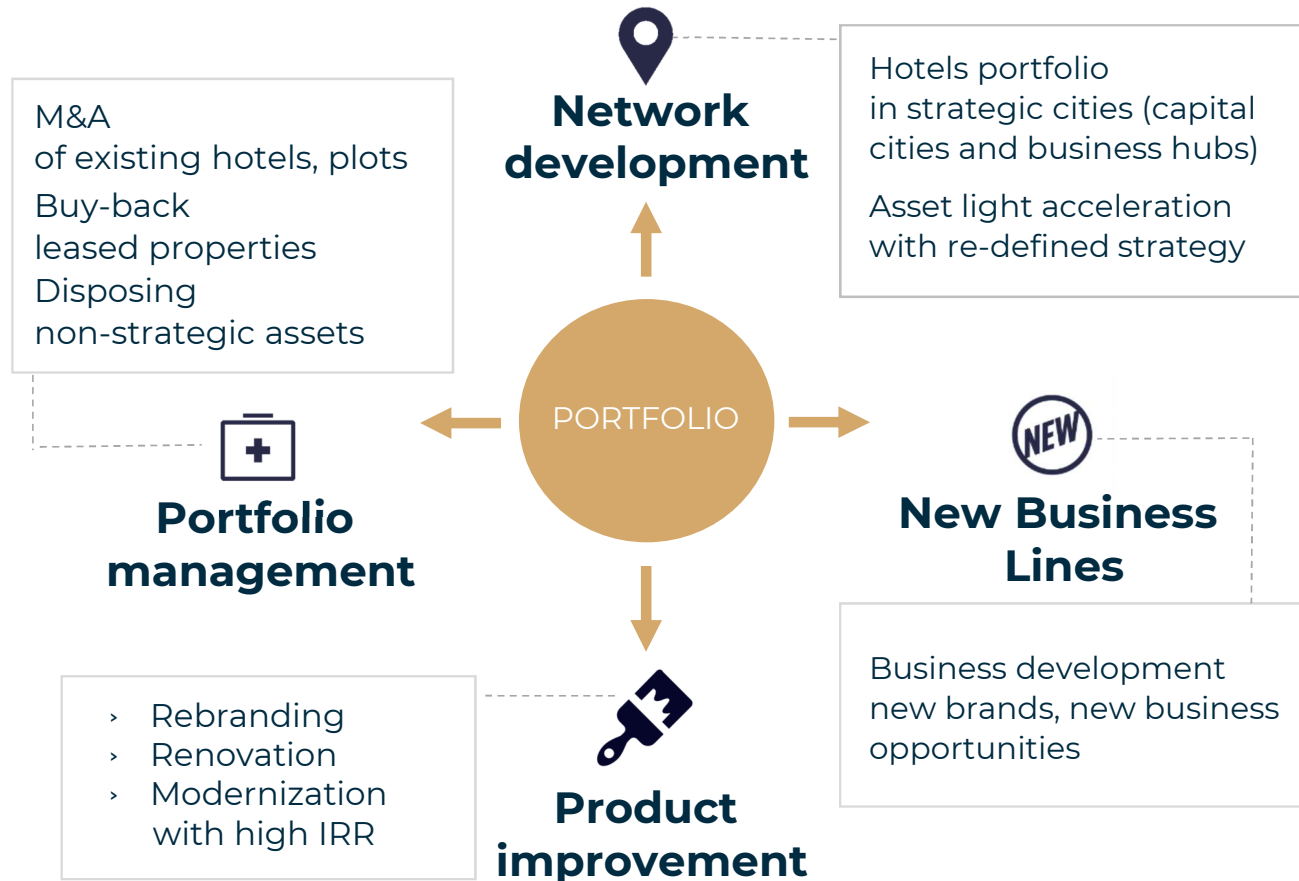 Network
development
Hotels portfolio
in strategic cities (capital
cities and business hubs)
Asset light acceleration
with re-defined strategy
M&A
of existing hotels, plots
Buy-back
leased properties
Disposing
non-strategic assets
PORTFOLIO
Portfolio
management
NEW
New Business
Lines
Business development
new brands, new business
opportunities
› Rebranding
› Renovation
› Modernization
with high IRR
Product
improvement